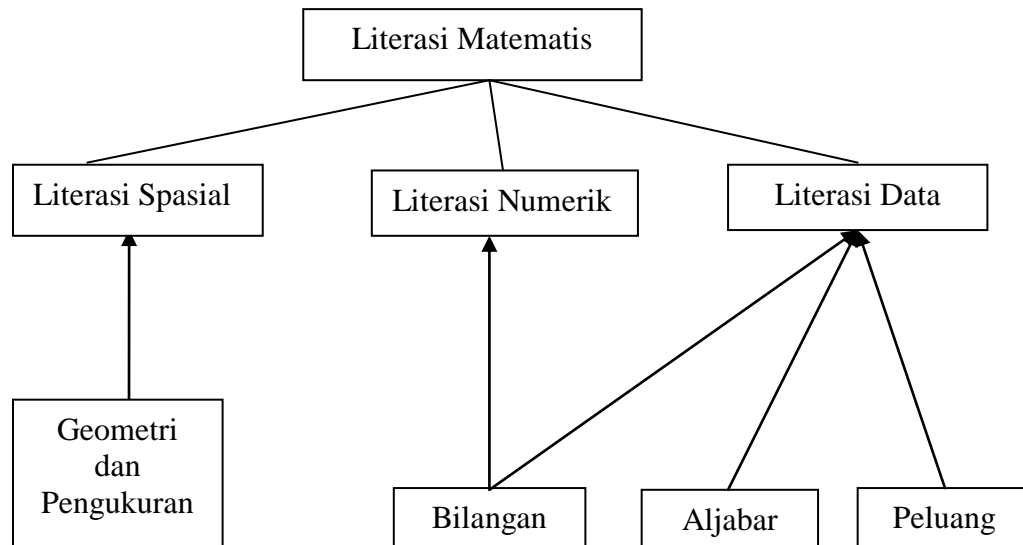 Literasi Matematis
Literasi Spasial
Literasi Numerik
Literasi Data
Geometri
dan
Pengukuran
Bilangan
Aljabar
Peluang